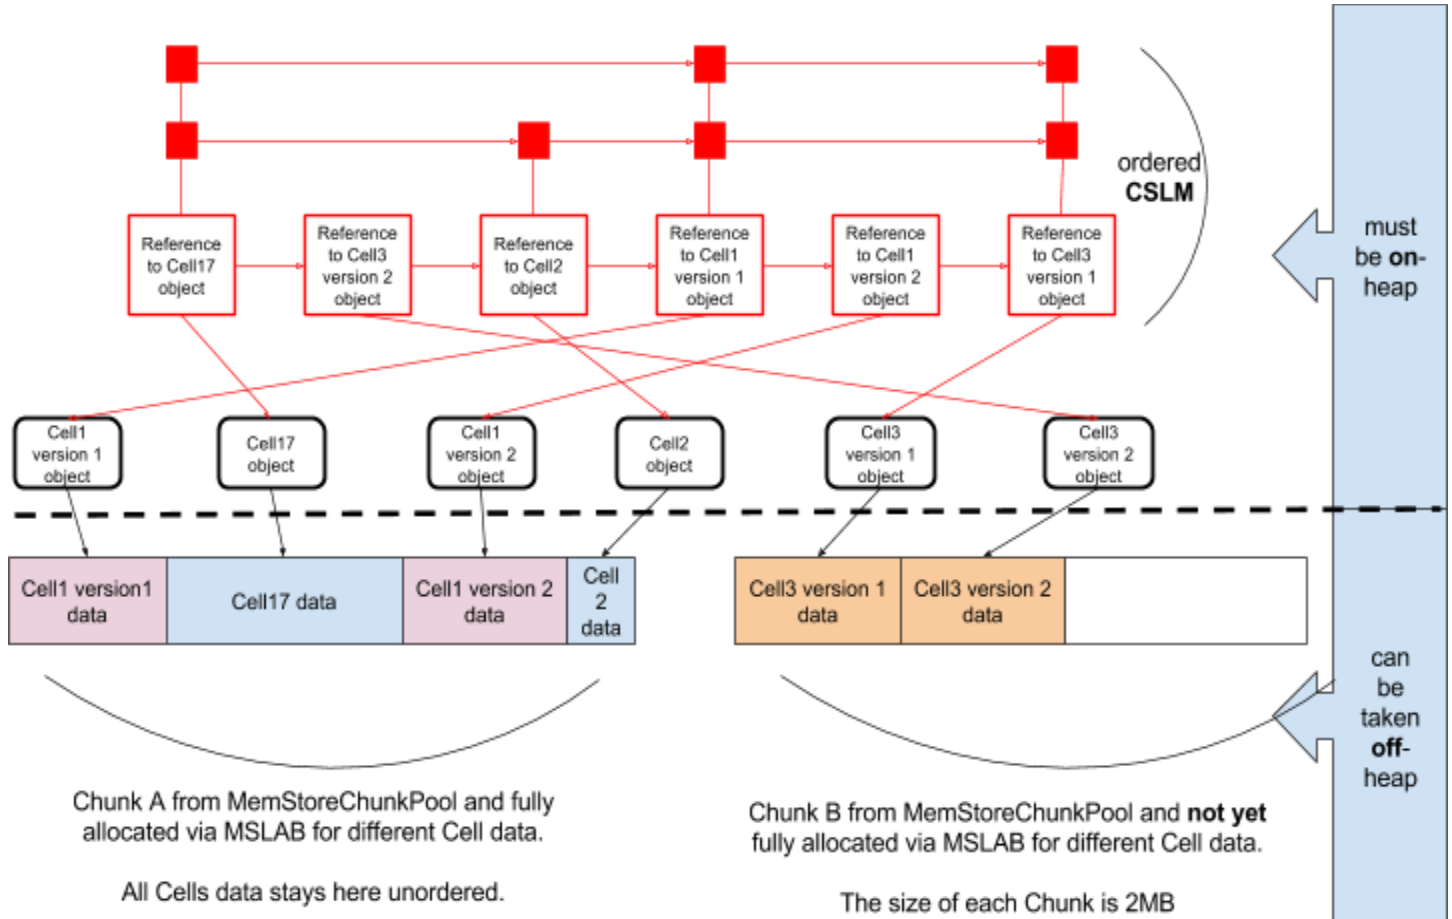 ordered
CSLM
must
be on-
heap
Reference
to Cell17
object
Reference
to Cell3
version 2
object
Reference
to Cell2
object
Reference
to Cell1
version 1
object
Reference
to Cell1
version 2
object
Reference
to Cell3
version 1
object
Cell1
version 1
object
Cell17
object
Cell1
version 2
object
Cell2
object
Cell3
version 1
object
Cell3
version 2
object
Cell1 version1
data
Cell17 data
Cell1 version 2
data
Cell
2
data
Cell3 version 1
data
Cell3 version 2
data
can
be
taken
off-
heap
Chunk A from MemStoreChunkPool and fully
allocated via MSLAB for different Cell data.
All Cells data stays here unordered.
Chunk B from MemStoreChunkPool and not yet
fully allocated via MSLAB for different Cell data.
The size of each Chunk is 2MB